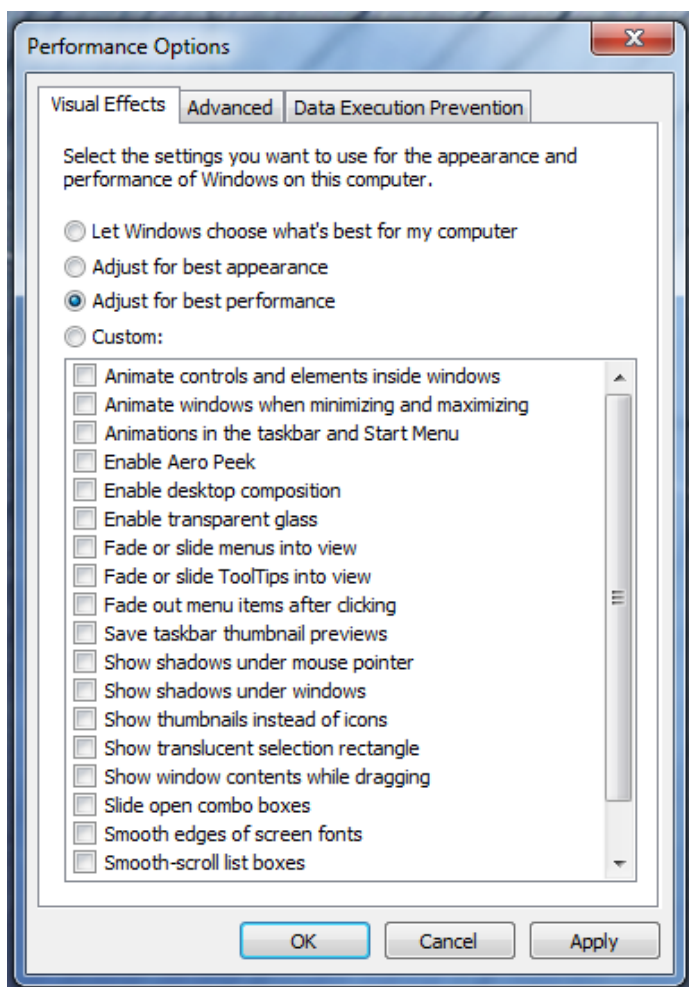 Performance Options
Visual Effects
Advanced
Data Execution Prevention
Select the settings you want to use for the appearance and
performance of Windows on this computer.
Let Windows choose what's best for my computer
Adjust for best appearance
Adjust for best performance
Custom:
Animate controls and elements inside windows
Animate windows when minimizing and maximizing
Animations in the taskbar and Start Menu
Enable Aero Peek
Enable desktop composition
Enable transparent glass
Fade or slide menus into view
Fade or slide ToolTips into view
Fade out menu items after clicking
Save taskbar thumbnail previews
Show shadows under mouse pointer
Show shadows under windows
Show thumbnails instead of icons
Show translucent selection rectangle
Show window contents while dragging
Slide open combo boxes
Smooth edges of screen fonts
Smooth-scroll list boxes
OK
Cancel
Apply